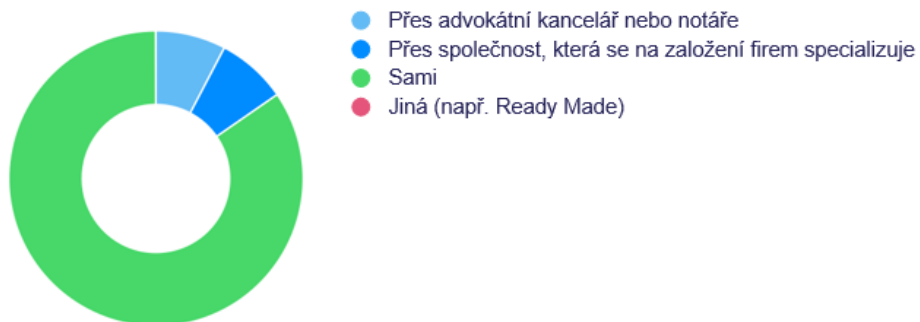 Přes advokátní kancelář nebo notáře
Přes společnost, která se na založení firem specializuje
Sami
Jiná (např. Ready Made)